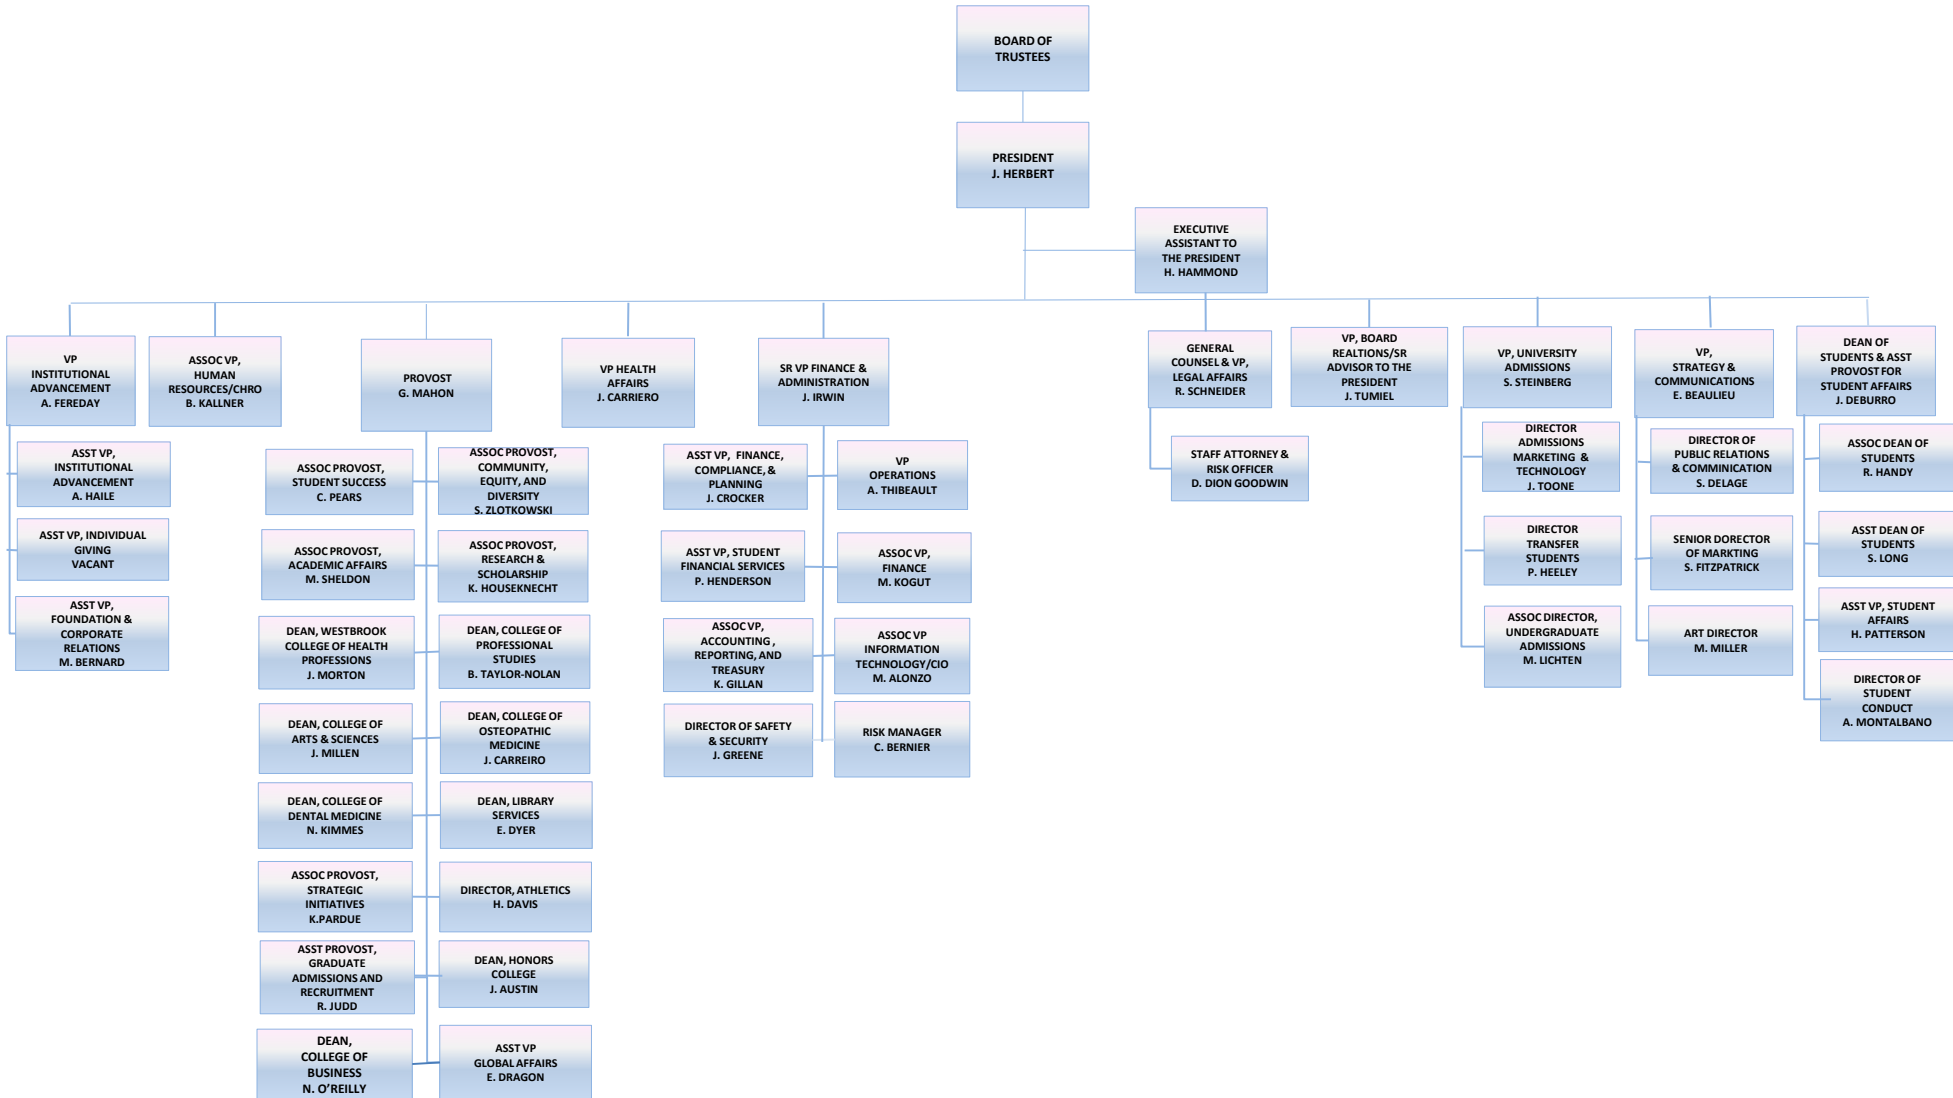 BOARD OF
TRUSTEES
PRESIDENT
J. HERBERT
EXECUTIVE
ASSISTANT TO
THE PRESIDENT
H. HAMMOND
VP
INSTITUTIONAL
ADVANCEMENT
A. FEREDAY
ASSOC VP,
HUMAN
RESOURCES/CHRO
B. KALLNER
PROVOST
G. MAHON
VP HEALTH
AFFAIRS
J. CARRIERO
SR VP FINANCE &
ADMINISTRATION
J. IRWIN
GENERAL
COUNSEL & VP,
LEGAL AFFAIRS
R. SCHNEIDER
VP, BOARD
REALTIONS/SR
ADVISOR TO THE
PRESIDENT
J. TUMIEL
VP, UNIVERSITY
ADMISSIONS
S. STEINBERG
VP,
STRATEGY &
COMMUNICATIONS
E. BEAULIEU
DEAN OF
STUDENTS & ASST
PROVOST FOR
STUDENT AFFAIRS
J. DEBURRO
ASST VP,
INSTITUTIONAL
ADVANCEMENT
A. HAILE
ASST VP, INDIVIDUAL
GIVING
VACANT
ASST VP,
FOUNDATION &
CORPORATE
RELATIONS
M. BERNARD
ASSOC PROVOST,
STUDENT SUCCESS
C. PEARS
ASSOC PROVOST,
COMMUNITY,
EQUITY, AND
DIVERSITY
S. ZLOTKOWSKI
ASSOC PROVOST,
ACADEMIC AFFAIRS
M. SHELDON
ASSOC PROVOST,
RESEARCH &
SCHOLARSHIP
K. HOUSEKNECHT
DEAN, WESTBROOK
COLLEGE OF HEALTH
PROFESSIONS
J. MORTON
DEAN, COLLEGE OF
PROFESSIONAL
STUDIES
B. TAYLOR-NOLAN
DEAN, COLLEGE OF
ARTS & SCIENCES
J. MILLEN
DEAN, COLLEGE OF
OSTEOPATHIC
MEDICINE
J. CARREIRO
DEAN, COLLEGE OF
DENTAL MEDICINE
N. KIMMES
DEAN, LIBRARY
SERVICES
E. DYER
ASSOC PROVOST,
STRATEGIC
INITIATIVES
K.PARDUE
DIRECTOR, ATHLETICS
H. DAVIS
ASST PROVOST,
GRADUATE
ADMISSIONS AND
RECRUITMENT
R. JUDD
DEAN, HONORS
COLLEGE
J. AUSTIN
DEAN,
COLLEGE OF
BUSINESS
N. O’REILLY
ASST VP
GLOBAL AFFAIRS
E. DRAGON
ASST VP, FINANCE,
COMPLIANCE, &
PLANNING
J. CROCKER
VP
OPERATIONS
A. THIBEAULT
ASST VP, STUDENT
FINANCIAL SERVICES
P. HENDERSON
ASSOC VP,
FINANCE
M. KOGUT
ASSOC VP,
ACCOUNTING ,
REPORTING, AND
TREASURY
K. GILLAN
ASSOC VP
INFORMATION
TECHNOLOGY/CIO
M. ALONZO
DIRECTOR OF SAFETY
& SECURITY
J. GREENE
RISK MANAGER
C. BERNIER
STAFF ATTORNEY &
RISK OFFICER
D. DION GOODWIN
DIRECTOR
ADMISSIONS
MARKETING &
TECHNOLOGY
J. TOONE
DIRECTOR
TRANSFER
STUDENTS
P. HEELEY
ASSOC DIRECTOR,
UNDERGRADUATE
ADMISSIONS
M. LICHTEN
DIRECTOR OF
PUBLIC RELATIONS
& COMMINICATION
S. DELAGE
SENIOR DORECTOR
OF MARKTING
S. FITZPATRICK
ART DIRECTOR
M. MILLER
ASSOC DEAN OF
STUDENTS
R. HANDY
ASST DEAN OF
STUDENTS
S. LONG
ASST VP, STUDENT
AFFAIRS
H. PATTERSON
DIRECTOR OF
STUDENT
CONDUCT
A. MONTALBANO